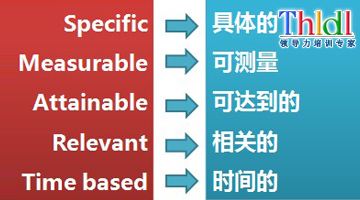 Specific 具体的
Thldl
领导力培训专家
Measurable 可测量
Attainable 可达到的
Relevant 相关的
Time based 时间的